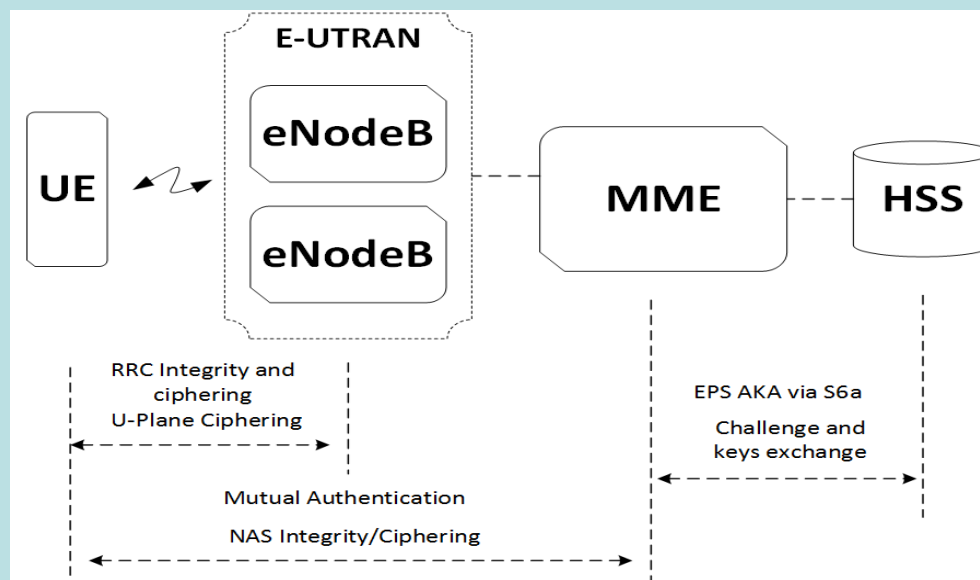 E-UTRAN
eNodeB
UE
MME
HSS
eNodeB
RRC Integrity and
ciphering
U-Plane Ciphering
EPS AKA via S6a
Challenge and
keys exchange
Mutual Authentication
NAS Integrity/Ciphering